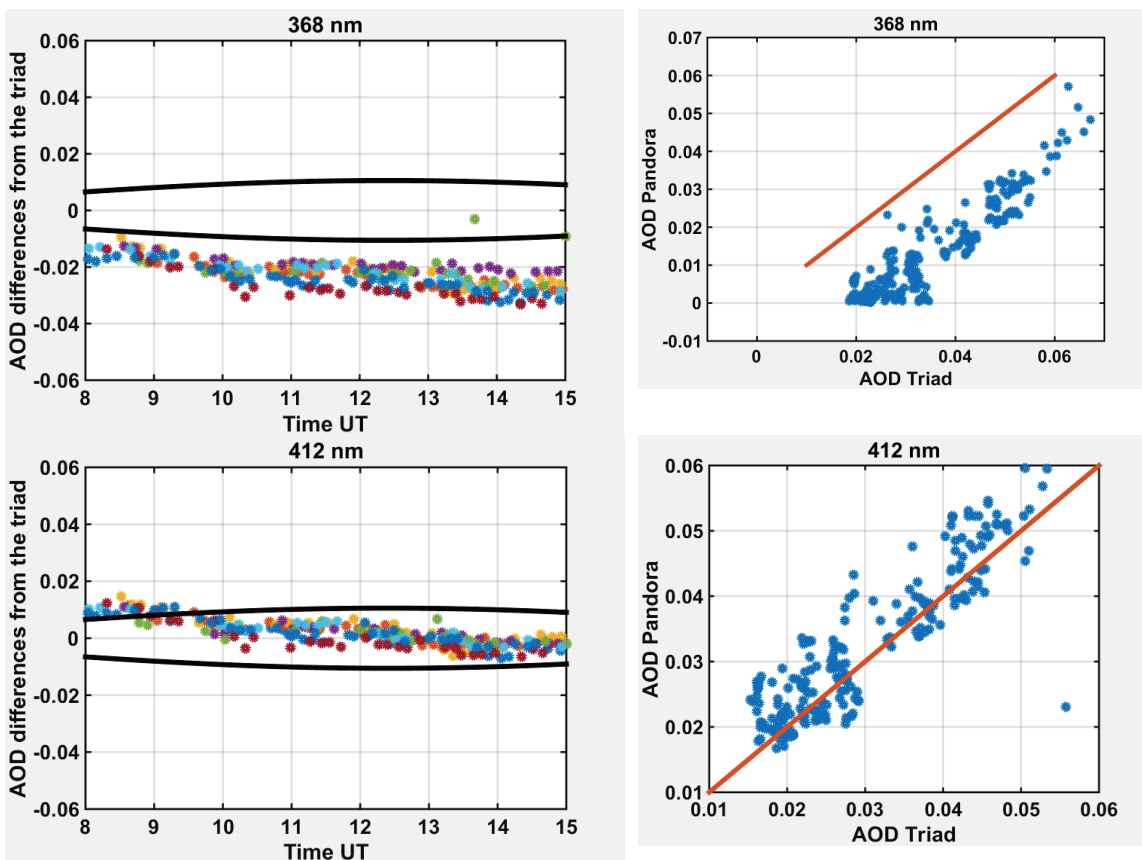 368 nm
AOD differences from the triad
0.06
0.04
0.02
0
-0.02
-0.04
-0.06
8 9 10 11 12 13 14 15
Time UT
368 nm
AOD Pandora
0.07
0.06
0.05
0.04
0.03
0.02
0.01
0
-0.01
0 0.02 0.04 0.06
AOD Triad
412 nm
AOD differences from the triad
0.06
0.04
0.02
0
-0.02
-0.04
-0.06
8 9 10 11 12 13 14 15
Time UT
412 nm
AOD Pandora
0.06
0.05
0.04
0.03
0.02
0.01
0.01 0.02 0.03 0.04 0.05 0.06
AOD Triad